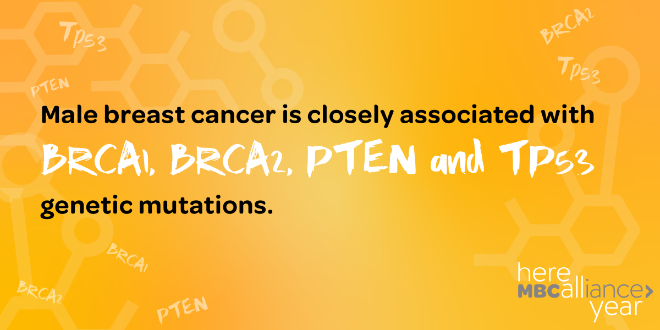 Tp53
PTEN
BRCA2
Tp53
Male breast cancer is closely associated with
BRCA1, BRCA2, PTEN and TP53
genetic mutations.
BRCA1
BRCA2
PTEN
here
MBCalliance>
year